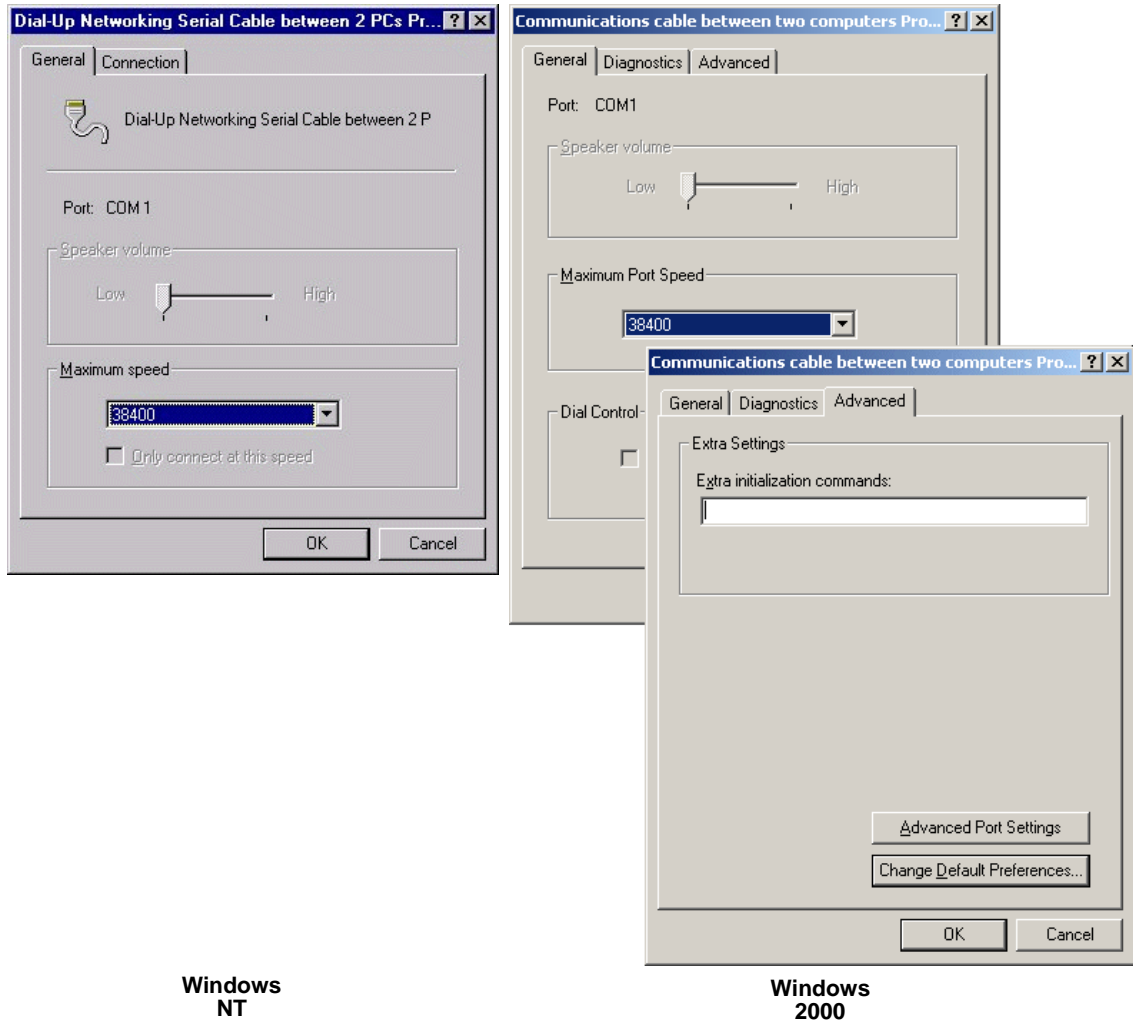 Dial-Up Networking Serial Cable between 2 PCs Pr...
General
Connection
Dial-Up Networking Serial Cable between 2 P
Port: COM 1
Speaker volume
Low
High
Maximum speed
38400
Only connect at this speed
OK
Cancel
Communications cable between two computers Pro...
General
Diagnostics
Advanced
Port: COM1
Speaker volume
Low
High
Maximum Port Speed
38400
Dial Control
Communications cable between two computers Pro...
General
Diagnostics
Advanced
Extra Settings
Extra initialization commands:
Advanced Port Settings
Change Default Preferences...
OK
Cancel
Windows
NT
Windows
2000